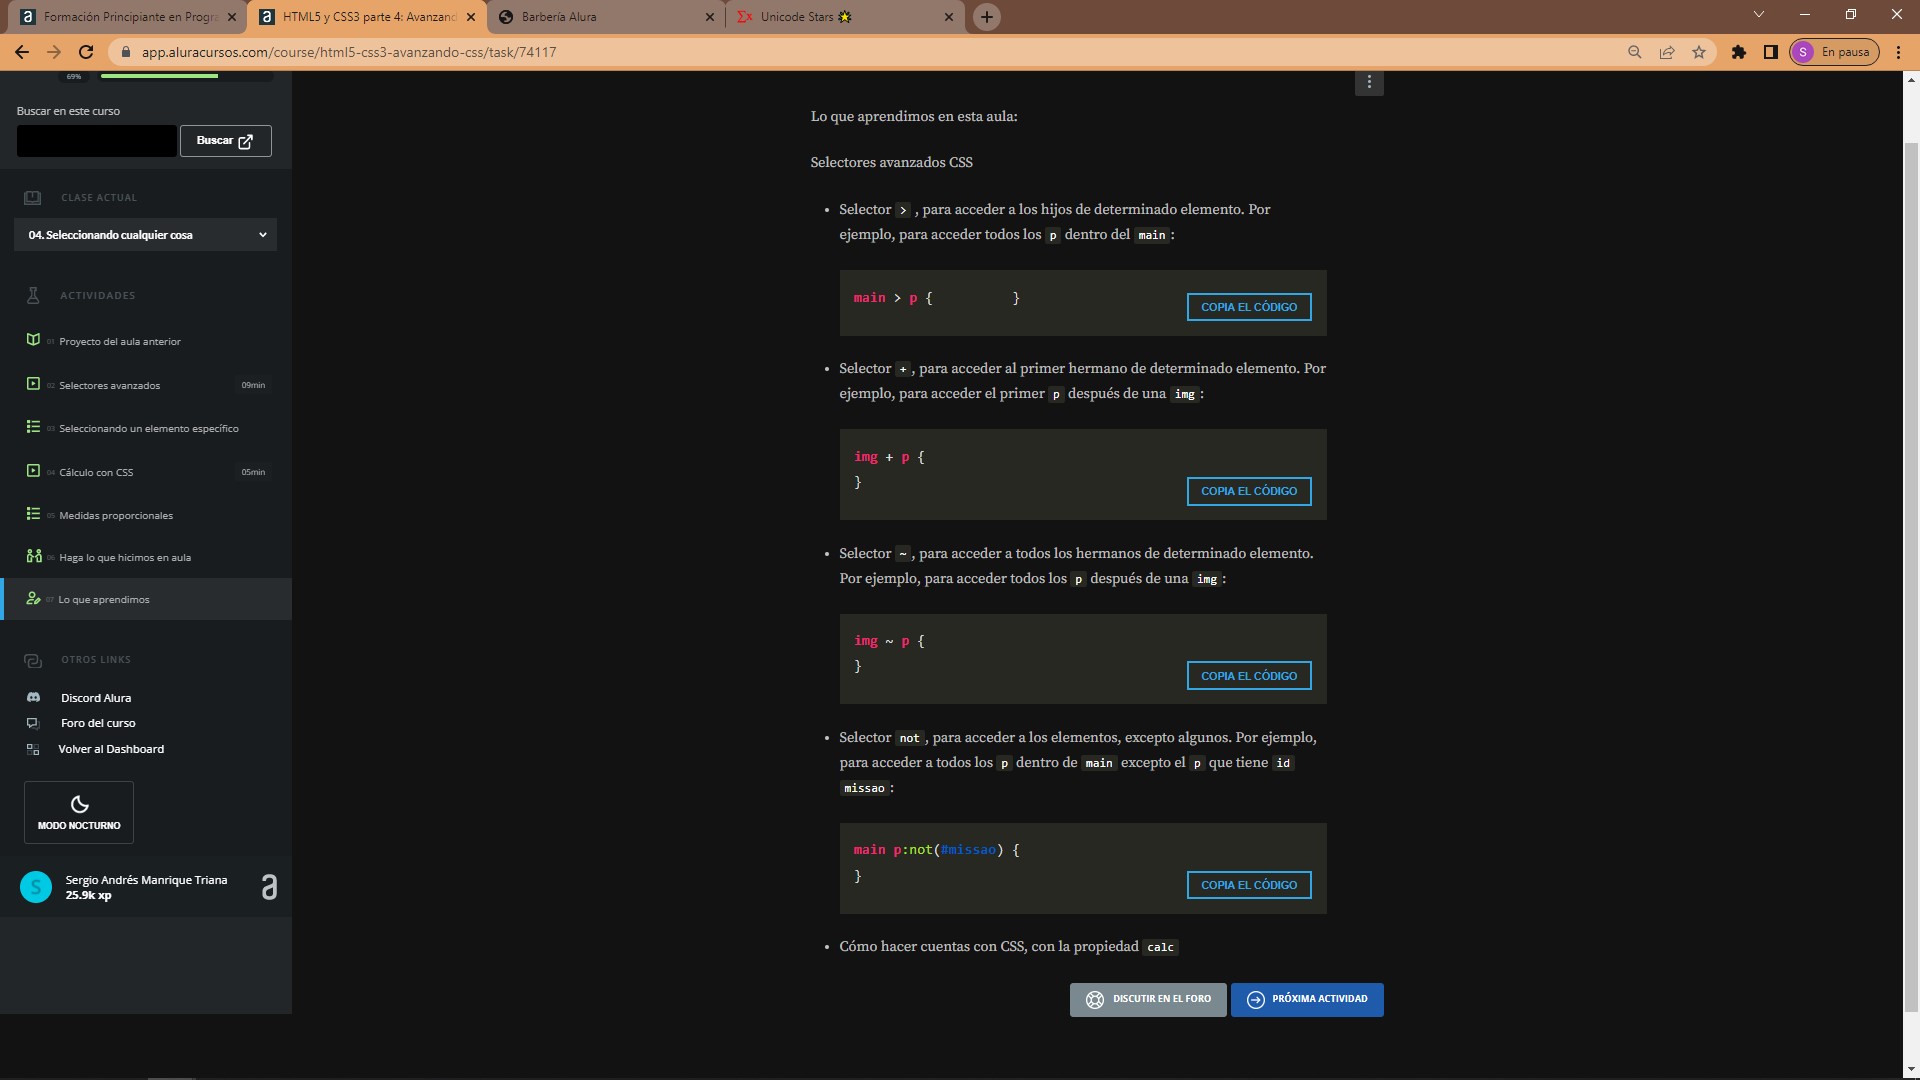 Formación Principiante en Progra
HTML5 y CSS3 parte 4: Avanzand
Barbería Alura
Unicode Stars
app.aluracursos.com/course/html5-css3-avanzando-css/task/74117
S
En pausa
69%
Buscar en este curso
Buscar
CLASE ACTUAL
04. Seleccionando cualquier cosa
ACTIVIDADES
01 Proyecto del aula anterior
02 Selectores avanzados 09min
03 Seleccionando un elemento específico
04 Cálculo con CSS 05min
05 Medidas proporcionales
06 Haga lo que hicimos en aula
07 Lo que aprendimos
OTROS LINKS
Discord Alura
Foro del curso
Volver al Dashboard
MODO NOCTURNO
S
Sergio Andrés Manrique Triana
25.9k xp
Lo que aprendimos en esta aula:
Selectores avanzados CSS
• Selector > , para acceder a los hijos de determinado elemento. Por
ejemplo, para acceder todos los p dentro del main:
main > p {          }
COPIA EL CÓDIGO
• Selector +, para acceder al primer hermano de determinado elemento. Por
ejemplo, para acceder el primer p después de una img:
img + p {
}
COPIA EL CÓDIGO
• Selector ~, para acceder a todos los hermanos de determinado elemento.
Por ejemplo, para acceder todos los p después de una img:
img ~ p {
}
COPIA EL CÓDIGO
• Selector not, para acceder a los elementos, excepto algunos. Por ejemplo,
para acceder a todos los p dentro de main excepto el p que tiene id
missao:
main p:not(#missao) {
}
COPIA EL CÓDIGO
• Cómo hacer cuentas con CSS, con la propiedad calc
DISCUTIR EN EL FORO
PRÓXIMA ACTIVIDAD